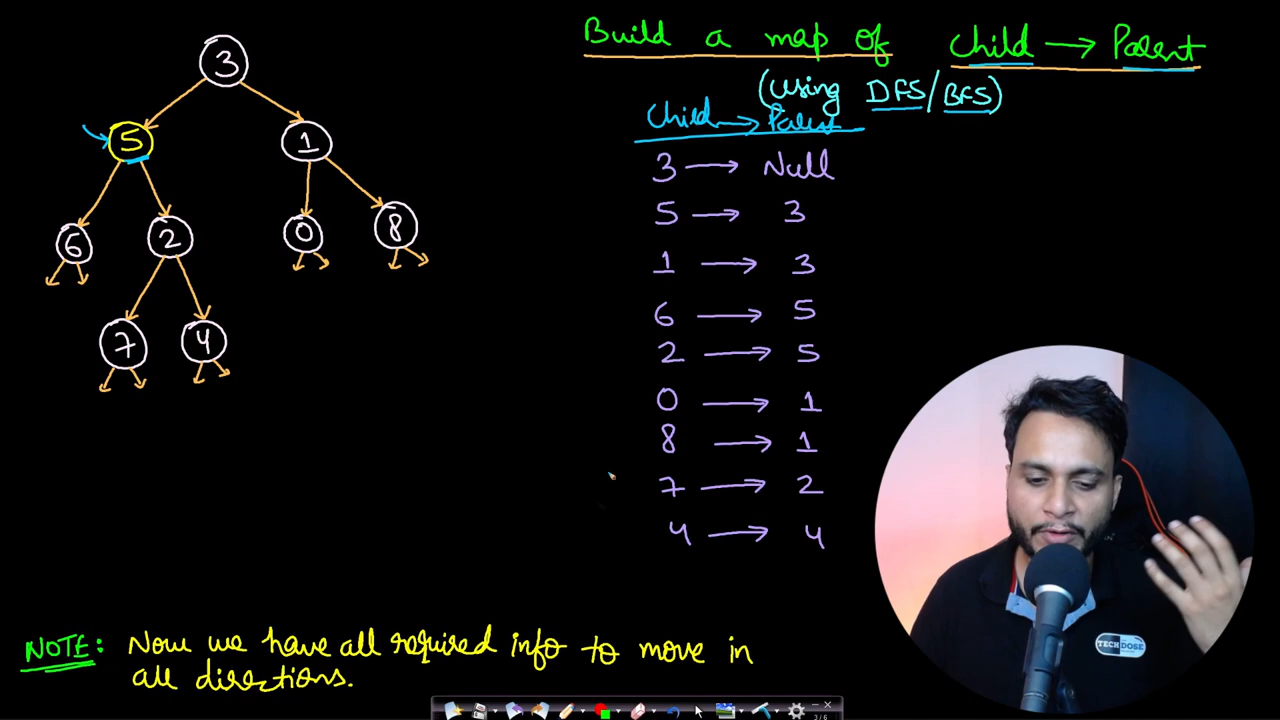 Build a map of Child → Parent
(using DFS/BFS)
Child → Parent
3 → Null
5 → 3
1 → 3
6 → 5
2 → 5
0 → 1
8 → 1
7 → 2
4 → 4
3
5
1
6
2
0
8
7
4
NOTE: Now we have all required info to move in
all directions.
TECH DOSE
3/6